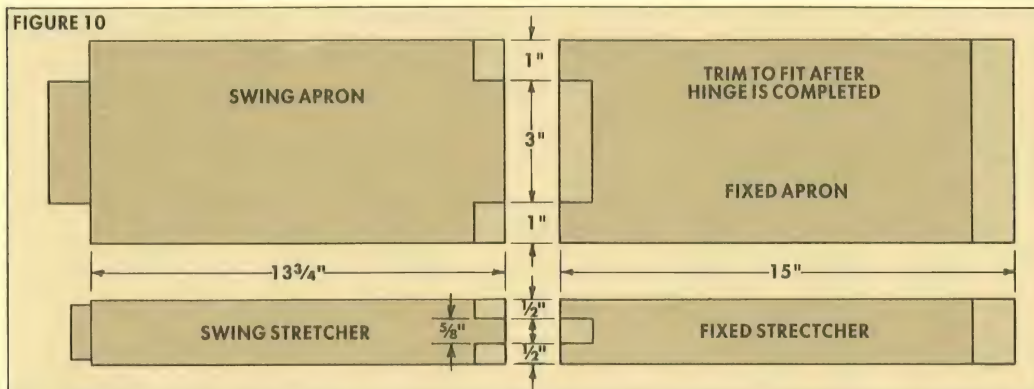 FIGURE 10
SWING APRON
1"
3"
1"
TRIM TO FIT AFTER
HINGE IS COMPLETED
FIXED APRON
13¾"
15"
SWING STRETCHER
⅝"
½"
½"
FIXED STRECTCHER